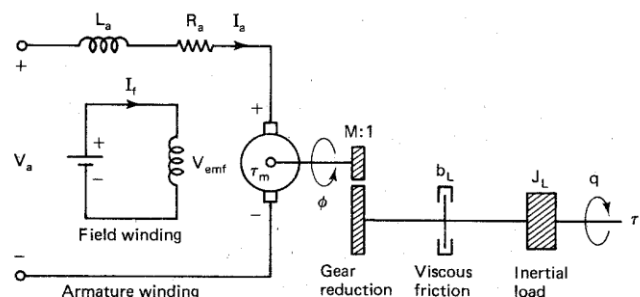 L_a R_a I_a
+
I_f
+
M:1
V_a
+
−
V_emf
τ_m
ϕ
b_L
J_L
q
τ
−
Field winding
−
Armature winding
Gear reduction
Viscous friction
Inertial load